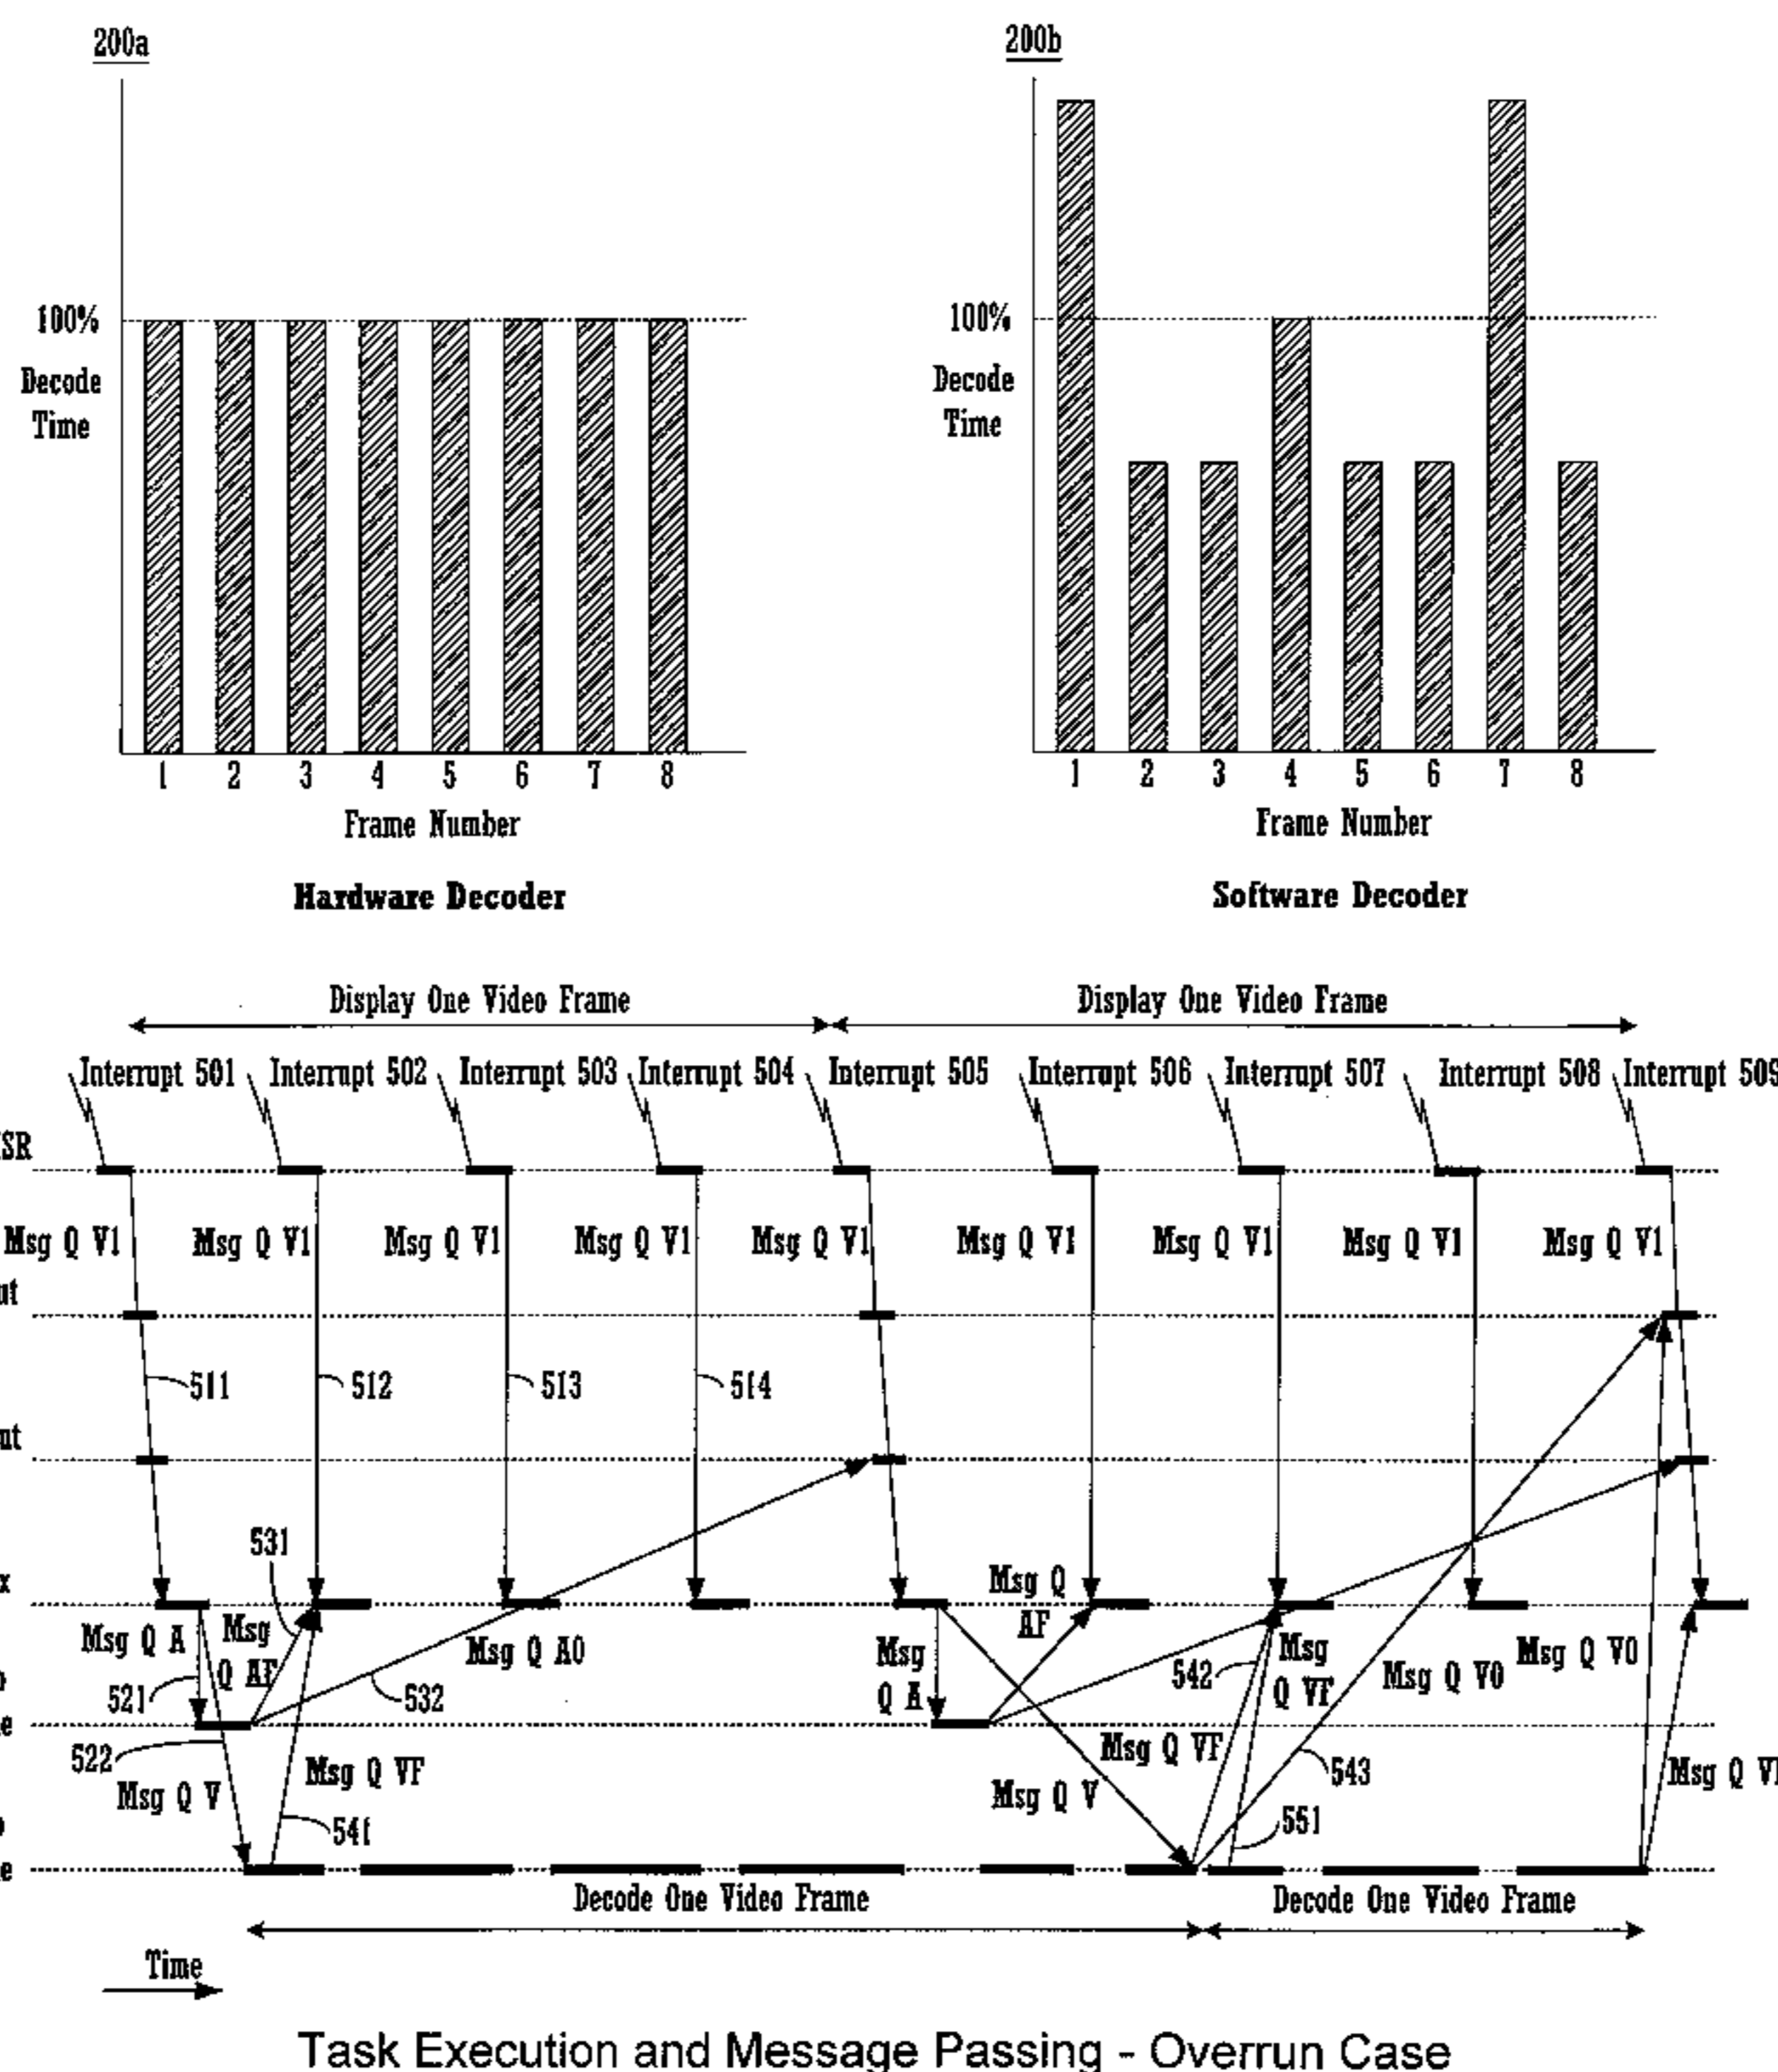 200a
200b
100%
Decode
Time
100%
Decode
Time
1 2 3 4 5 6 7 8
1 2 3 4 5 6 7 8
Frame Number
Frame Number
Hardware Decoder
Software Decoder
Display One Video Frame
Display One Video Frame
Interrupt 501
Interrupt 502
Interrupt 503
Interrupt 504
Interrupt 505
Interrupt 506
Interrupt 507
Interrupt 508
Interrupt 509
SR
Msg Q V1
Msg Q V1
Msg Q V1
Msg Q V1
Msg Q V1
Msg Q V1
Msg Q V1
Msg Q V1
Msg Q V1
511
512
513
514
531
Msg Q
AF
Msg Q A
Msg
Q AF
Msg Q A0
Msg
Q A
542
Msg
Q VF
Msg Q V0
Msg Q V0
521
532
522
Msg Q VF
Msg Q V
541
Msg Q VF
Msg Q V
543
551
Decode One Video Frame
Decode One Video Frame
Time
Task Execution and Message Passing - Overrun Case